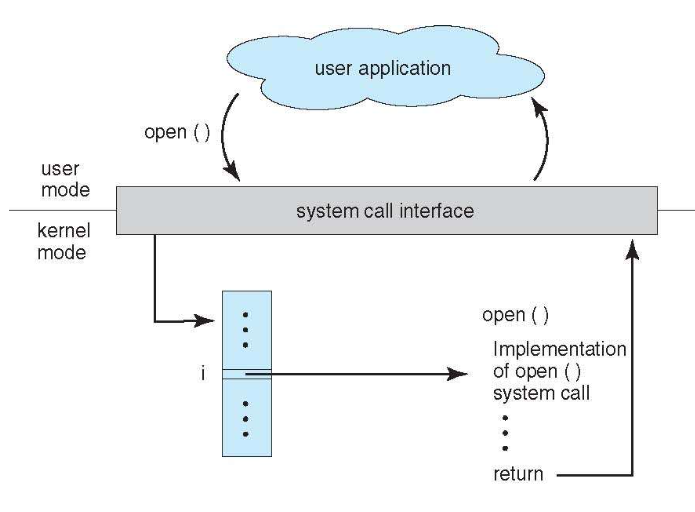 user application
open ( )
user
mode
system call interface
kernel
mode
open ( )
i
Implementation
of open ( )
system call
return